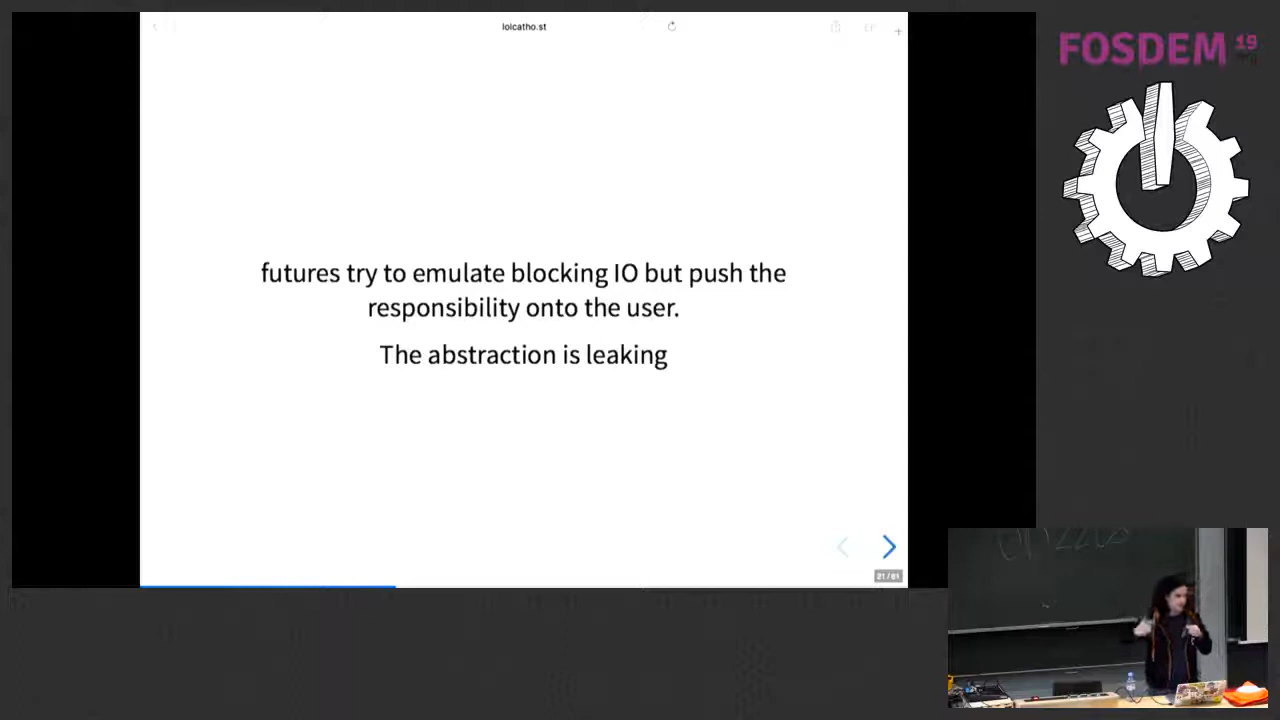 loicatho.st
FOSDEM 19
.org
futures try to emulate blocking IO but push the
responsibility onto the user.
The abstraction is leaking
21 / 61